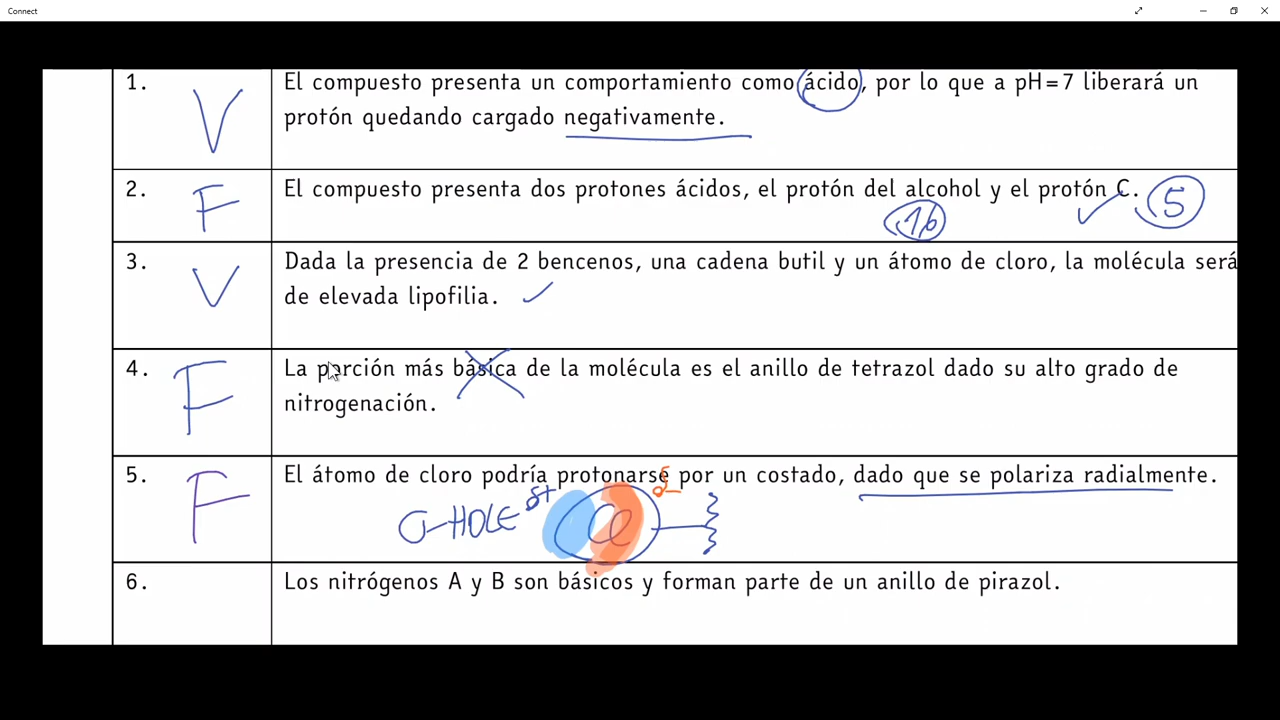 Connect
1. V El compuesto presenta un comportamiento como ácido, por lo que a pH=7 liberará un
protón quedando cargado negativamente.
2. F El compuesto presenta dos protones ácidos, el protón del alcohol y el protón C. 5
16
3. V Dada la presencia de 2 bencenos, una cadena butil y un átomo de cloro, la molécula será
de elevada lipofilia.
4. F La porción más básica de la molécula es el anillo de tetrazol dado su alto grado de
nitrogenación.
5. F El átomo de cloro podría protonarse por un costado, dado que se polariza radialmente.
σ-HOLE δ+ Cl δ-
6. Los nitrógenos A y B son básicos y forman parte de un anillo de pirazol.